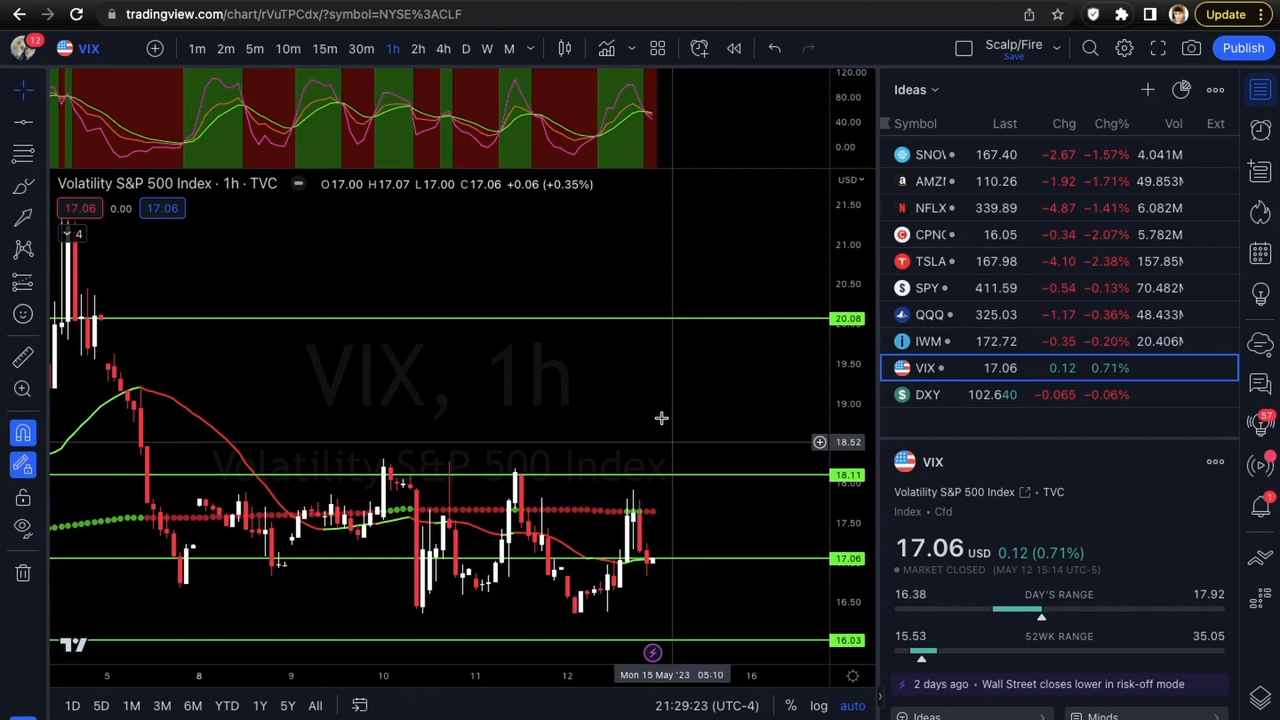 tradingview.com/chart/rVuTPCdx/?symbol=NYSE%3ACLF
Update
12
VIX
1m 2m 5m 10m 15m 30m 1h 2h 4h D W M
Scalp/Fire
Save
Publish
120.00
80.00
40.00
0.00
Volatility S&P 500 Index · 1h · TVC
O17.00 H17.07 L17.00 C17.06 +0.06 (+0.35%)
USD
17.06 0.00 17.06
4
21.50
21.00
20.50
20.08
19.50
19.00
18.52
18.11
18.00
17.50
17.06
16.50
16.03
VIX, 1h
Volatility S&P 500 Index
5 8 9 10 11 12 Mon 15 May '23 05:10 16
1D 5D 1M 3M 6M YTD 1Y 5Y All
21:29:23 (UTC-4)
% log auto
Ideas
Symbol Last Chg Chg% Vol Ext
SNOW 167.40 −2.67 −1.57% 4.041M
AMZN 110.26 −1.92 −1.71% 49.853M
NFLX 339.89 −4.87 −1.41% 6.082M
CPNG 16.05 −0.34 −2.07% 5.782M
TSLA 167.98 −4.10 −2.38% 157.85M
SPY 411.59 −0.54 −0.13% 70.482M
QQQ 325.03 −1.17 −0.36% 48.433M
IWM 172.72 −0.35 −0.20% 20.406M
VIX 17.06 0.12 0.71%
DXY 102.640 −0.065 −0.06%
VIX
Volatility S&P 500 Index • TVC
Index • Cfd
17.06 USD 0.12 (0.71%)
MARKET CLOSED (MAY 12 15:14 UTC-5)
16.38 DAY'S RANGE 17.92
15.53 52WK RANGE 35.05
2 days ago • Wall Street closes lower in risk-off mode
Ideas
Minds
57
1